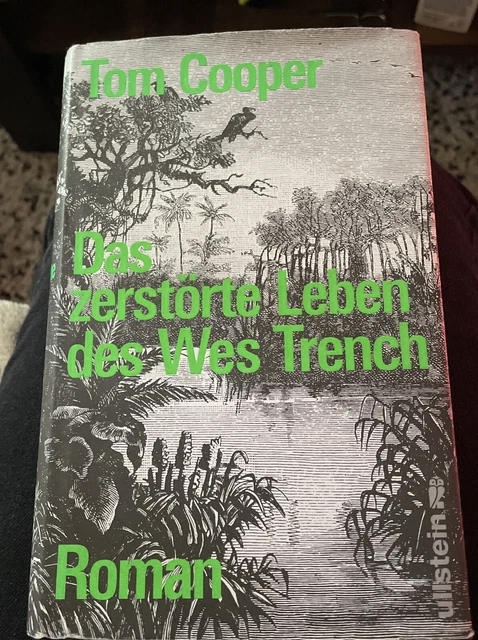 Tom Cooper
Das
zerstörte Leben
des Wes Trench
Roman
ullstein